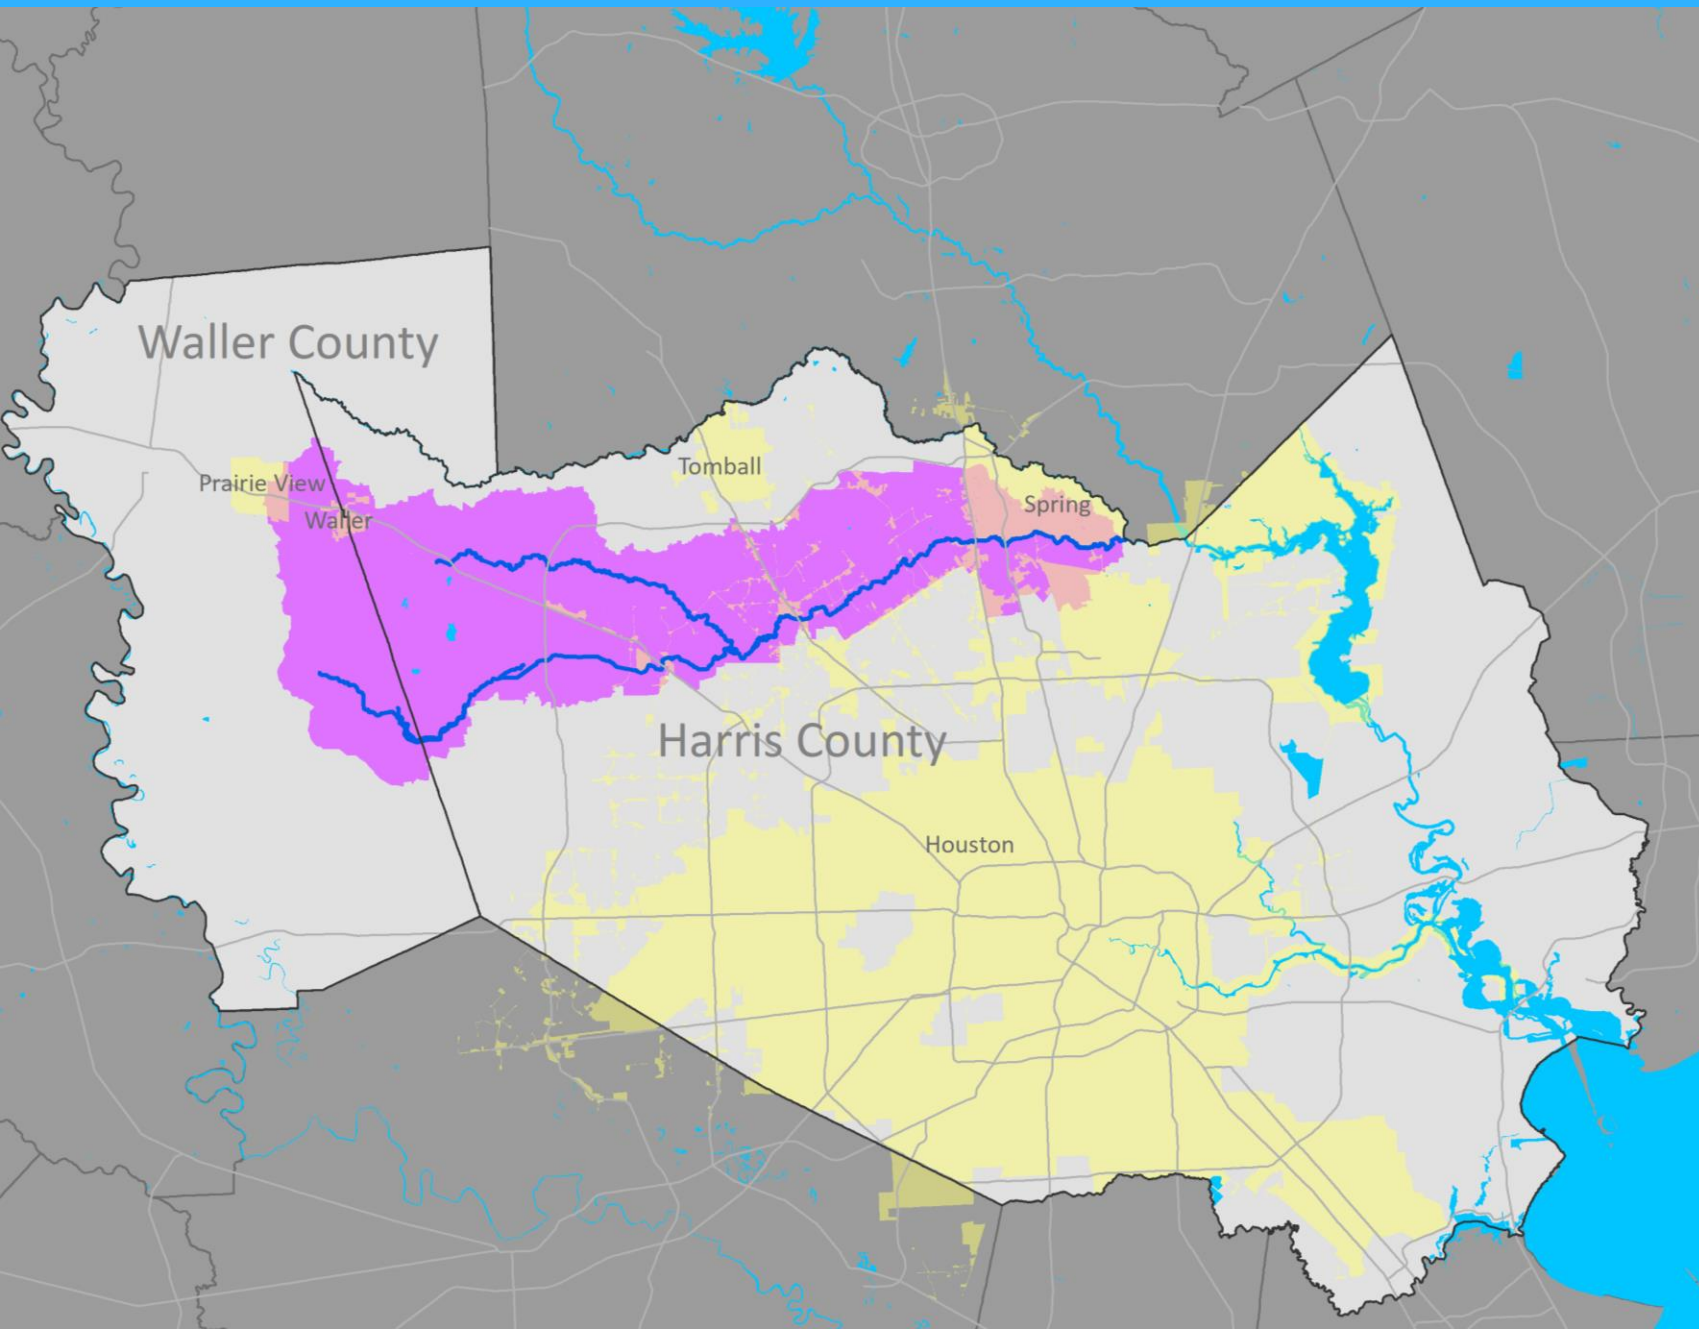 Waller County
Tomball
Prairie View
Spring
Waller
Harris County
Houston